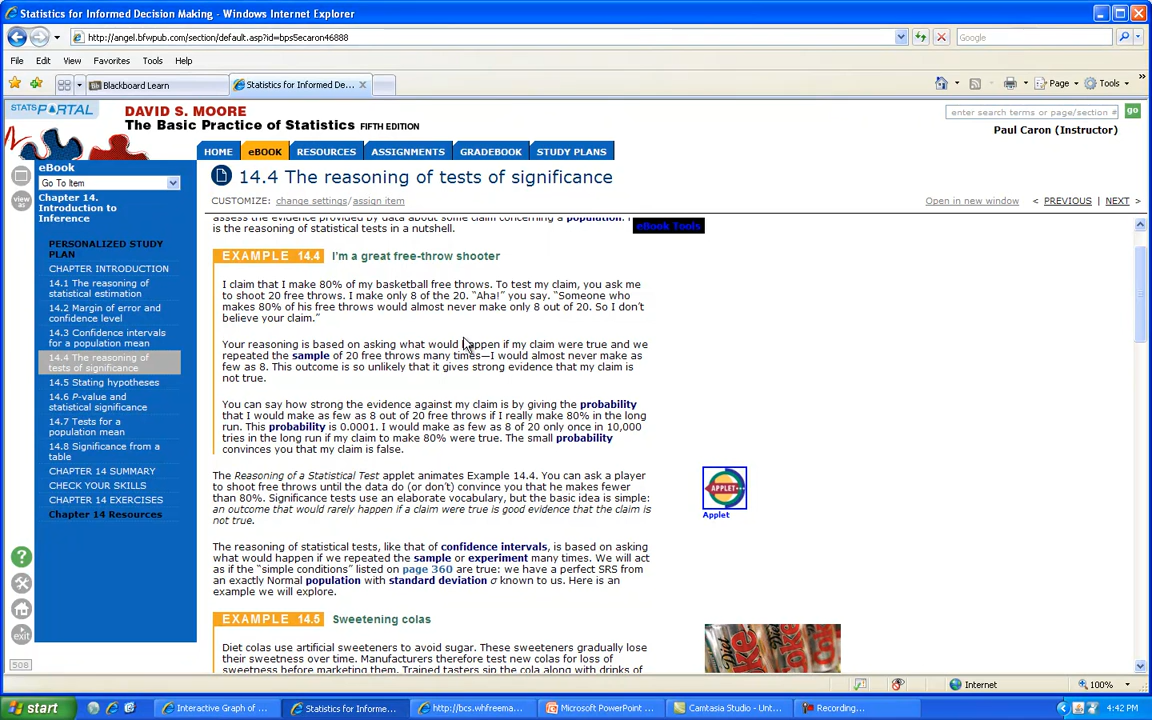 Statistics for Informed Decision Making - Windows Internet Explorer
http://angel.bfwpub.com/section/default.asp?id=bps5ecaron46888
Google
File Edit View Favorites Tools Help
Blackboard Learn
Statistics for Informed De...
Page
Tools
STATSPORTAL
DAVID S. MOORE
The Basic Practice of Statistics FIFTH EDITION
enter search terms or page/section #
go
Paul Caron (Instructor)
HOME eBOOK RESOURCES ASSIGNMENTS GRADEBOOK STUDY PLANS
eBook
Go To Item
Chapter 14.
Introduction to
Inference
PERSONALIZED STUDY
PLAN
CHAPTER INTRODUCTION
14.1 The reasoning of
statistical estimation
14.2 Margin of error and
confidence level
14.3 Confidence intervals
for a population mean
14.4 The reasoning of
tests of significance
14.5 Stating hypotheses
14.6 P-value and
statistical significance
14.7 Tests for a
population mean
14.8 Significance from a
table
CHAPTER 14 SUMMARY
CHECK YOUR SKILLS
CHAPTER 14 EXERCISES
Chapter 14 Resources
view as
?
exit
508
14.4 The reasoning of tests of significance
CUSTOMIZE: change settings/assign item
Open in new window < PREVIOUS | NEXT >
assess the evidence provided by data about some claim concerning a population.
is the reasoning of statistical tests in a nutshell.
eBook Tools
EXAMPLE 14.4 I'm a great free-throw shooter
I claim that I make 80% of my basketball free throws. To test my claim, you ask me
to shoot 20 free throws. I make only 8 of the 20. "Aha!" you say. "Someone who
makes 80% of his free throws would almost never make only 8 out of 20. So I don't
believe your claim."
Your reasoning is based on asking what would happen if my claim were true and we
repeated the sample of 20 free throws many times—I would almost never make as
few as 8. This outcome is so unlikely that it gives strong evidence that my claim is
not true.
You can say how strong the evidence against my claim is by giving the probability
that I would make as few as 8 out of 20 free throws if I really make 80% in the long
run. This probability is 0.0001. I would make as few as 8 of 20 only once in 10,000
tries in the long run if my claim to make 80% were true. The small probability
convinces you that my claim is false.
The Reasoning of a Statistical Test applet animates Example 14.4. You can ask a player
to shoot free throws until the data do (or don't) convince you that he makes fewer
than 80%. Significance tests use an elaborate vocabulary, but the basic idea is simple:
an outcome that would rarely happen if a claim were true is good evidence that the claim is
not true.
APPLET
Applet
The reasoning of statistical tests, like that of confidence intervals, is based on asking
what would happen if we repeated the sample or experiment many times. We will act
as if the "simple conditions" listed on page 360 are true: we have a perfect SRS from
an exactly Normal population with standard deviation σ known to us. Here is an
example we will explore.
EXAMPLE 14.5 Sweetening colas
Diet colas use artificial sweeteners to avoid sugar. These sweeteners gradually lose
their sweetness over time. Manufacturers therefore test new colas for loss of
sweetness before marketing them. Trained tasters sip the cola along with drinks of
Internet
100%
start
Interactive Graph of ...
Statistics for Informe...
http://bcs.whfreema...
Microsoft PowerPoint ...
Camtasia Studio - Unt...
Recording...
4:42 PM